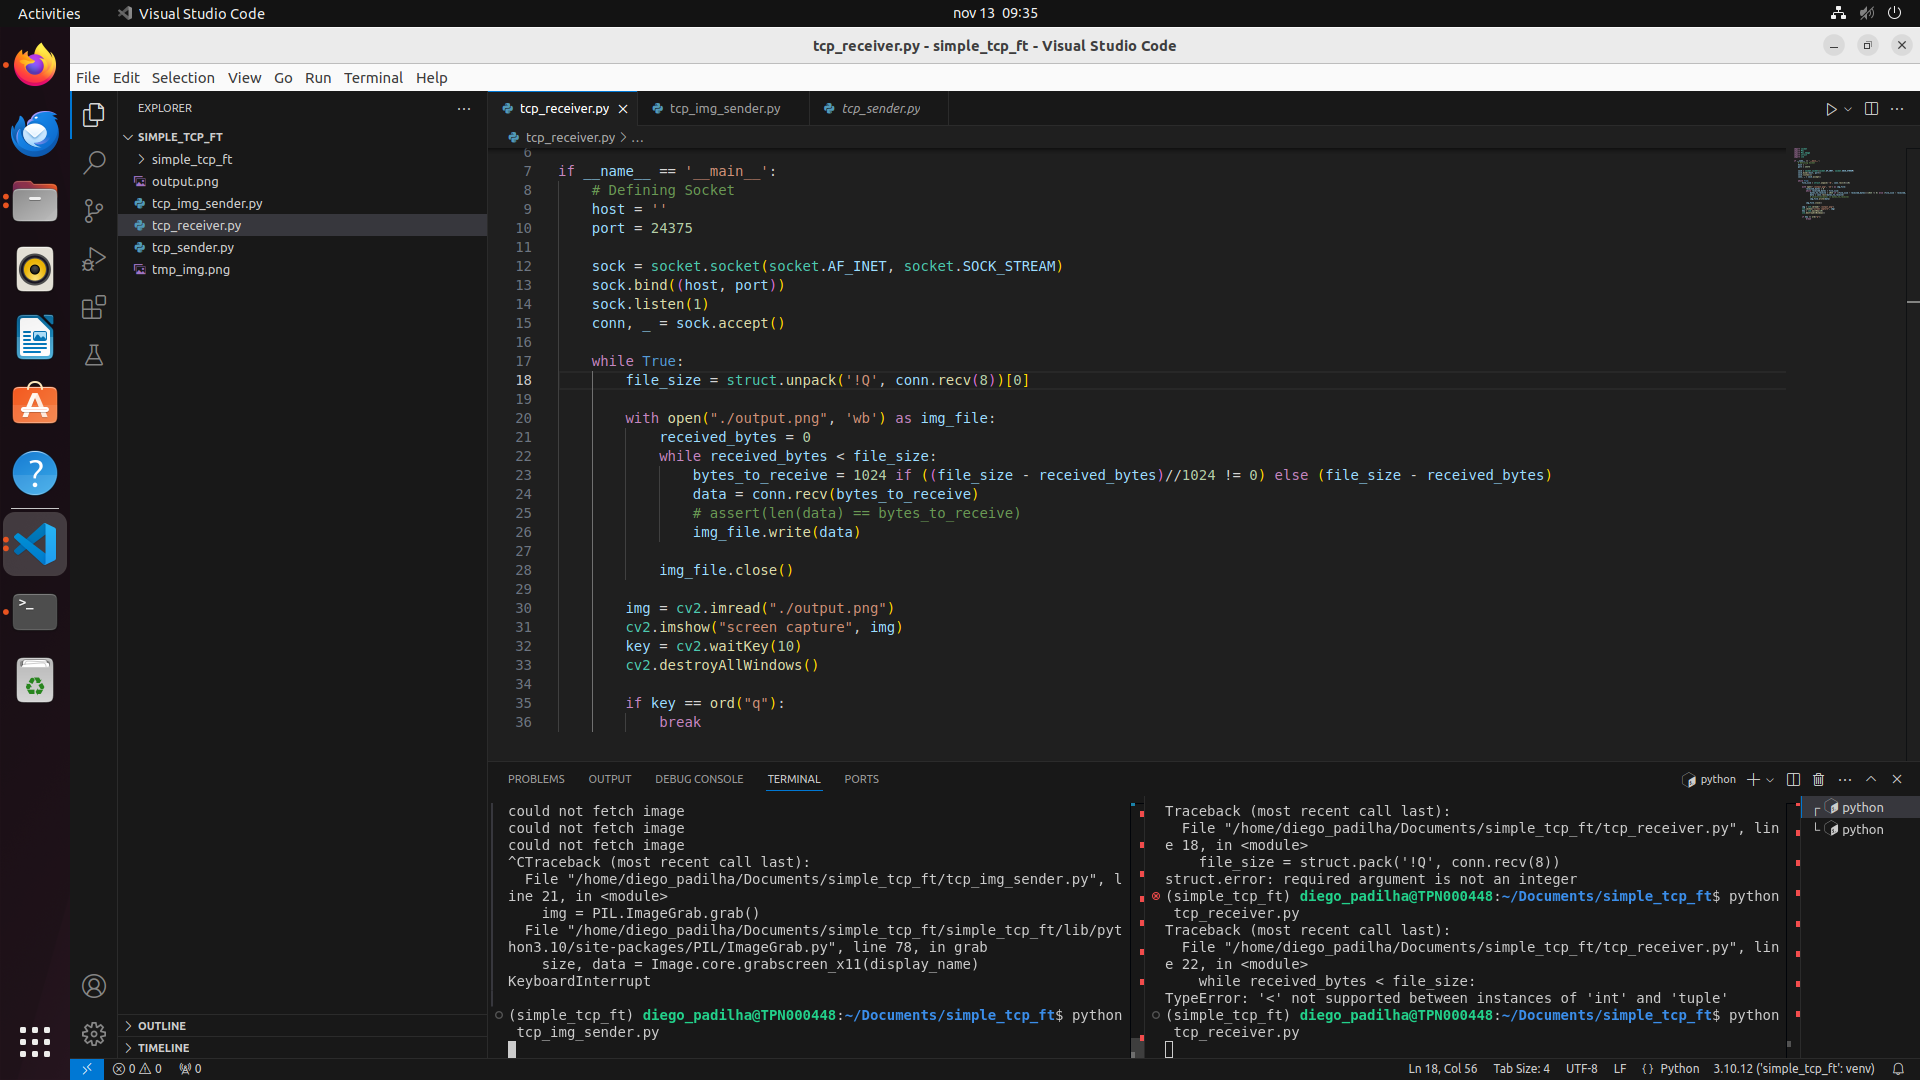 Activities
Visual Studio Code
nov 13 09:35
tcp_receiver.py - simple_tcp_ft - Visual Studio Code
File Edit Selection View Go Run Terminal Help
EXPLORER
SIMPLE_TCP_FT
simple_tcp_ft
output.png
tcp_img_sender.py
tcp_receiver.py
tcp_sender.py
tmp_img.png
OUTLINE
TIMELINE
tcp_receiver.py
tcp_img_sender.py
tcp_sender.py
tcp_receiver.py > ...
6
7 if __name__ == '__main__':
8 # Defining Socket
9 host = ''
10 port = 24375
11
12 sock = socket.socket(socket.AF_INET, socket.SOCK_STREAM)
13 sock.bind((host, port))
14 sock.listen(1)
15 conn, _ = sock.accept()
16
17 while True:
18 file_size = struct.unpack('!Q', conn.recv(8))[0]
19
20 with open("./output.png", 'wb') as img_file:
21 received_bytes = 0
22 while received_bytes < file_size:
23 bytes_to_receive = 1024 if ((file_size - received_bytes)//1024 != 0) else (file_size - received_bytes)
24 data = conn.recv(bytes_to_receive)
25 # assert(len(data) == bytes_to_receive)
26 img_file.write(data)
27
28 img_file.close()
29
30 img = cv2.imread("./output.png")
31 cv2.imshow("screen capture", img)
32 key = cv2.waitKey(10)
33 cv2.destroyAllWindows()
34
35 if key == ord("q"):
36 break
PROBLEMS OUTPUT DEBUG CONSOLE TERMINAL PORTS
python
could not fetch image
could not fetch image
could not fetch image
^CTraceback (most recent call last):
File "/home/diego_padilha/Documents/simple_tcp_ft/tcp_img_sender.py", l
ine 21, in <module>
img = PIL.ImageGrab.grab()
File "/home/diego_padilha/Documents/simple_tcp_ft/simple_tcp_ft/lib/pyt
hon3.10/site-packages/PIL/ImageGrab.py", line 78, in grab
size, data = Image.core.grabscreen_x11(display_name)
KeyboardInterrupt
(simple_tcp_ft) diego_padilha@TPN000448:~/Documents/simple_tcp_ft$ python
tcp_img_sender.py
Traceback (most recent call last):
File "/home/diego_padilha/Documents/simple_tcp_ft/tcp_receiver.py", lin
e 18, in <module>
file_size = struct.pack('!Q', conn.recv(8))
struct.error: required argument is not an integer
(simple_tcp_ft) diego_padilha@TPN000448:~/Documents/simple_tcp_ft$ python
tcp_receiver.py
Traceback (most recent call last):
File "/home/diego_padilha/Documents/simple_tcp_ft/tcp_receiver.py", lin
e 22, in <module>
while received_bytes < file_size:
TypeError: '<' not supported between instances of 'int' and 'tuple'
(simple_tcp_ft) diego_padilha@TPN000448:~/Documents/simple_tcp_ft$ python
tcp_receiver.py
python
python
0 0 0
Ln 18, Col 56 Tab Size: 4 UTF-8 LF { } Python 3.10.12 ('simple_tcp_ft': venv)